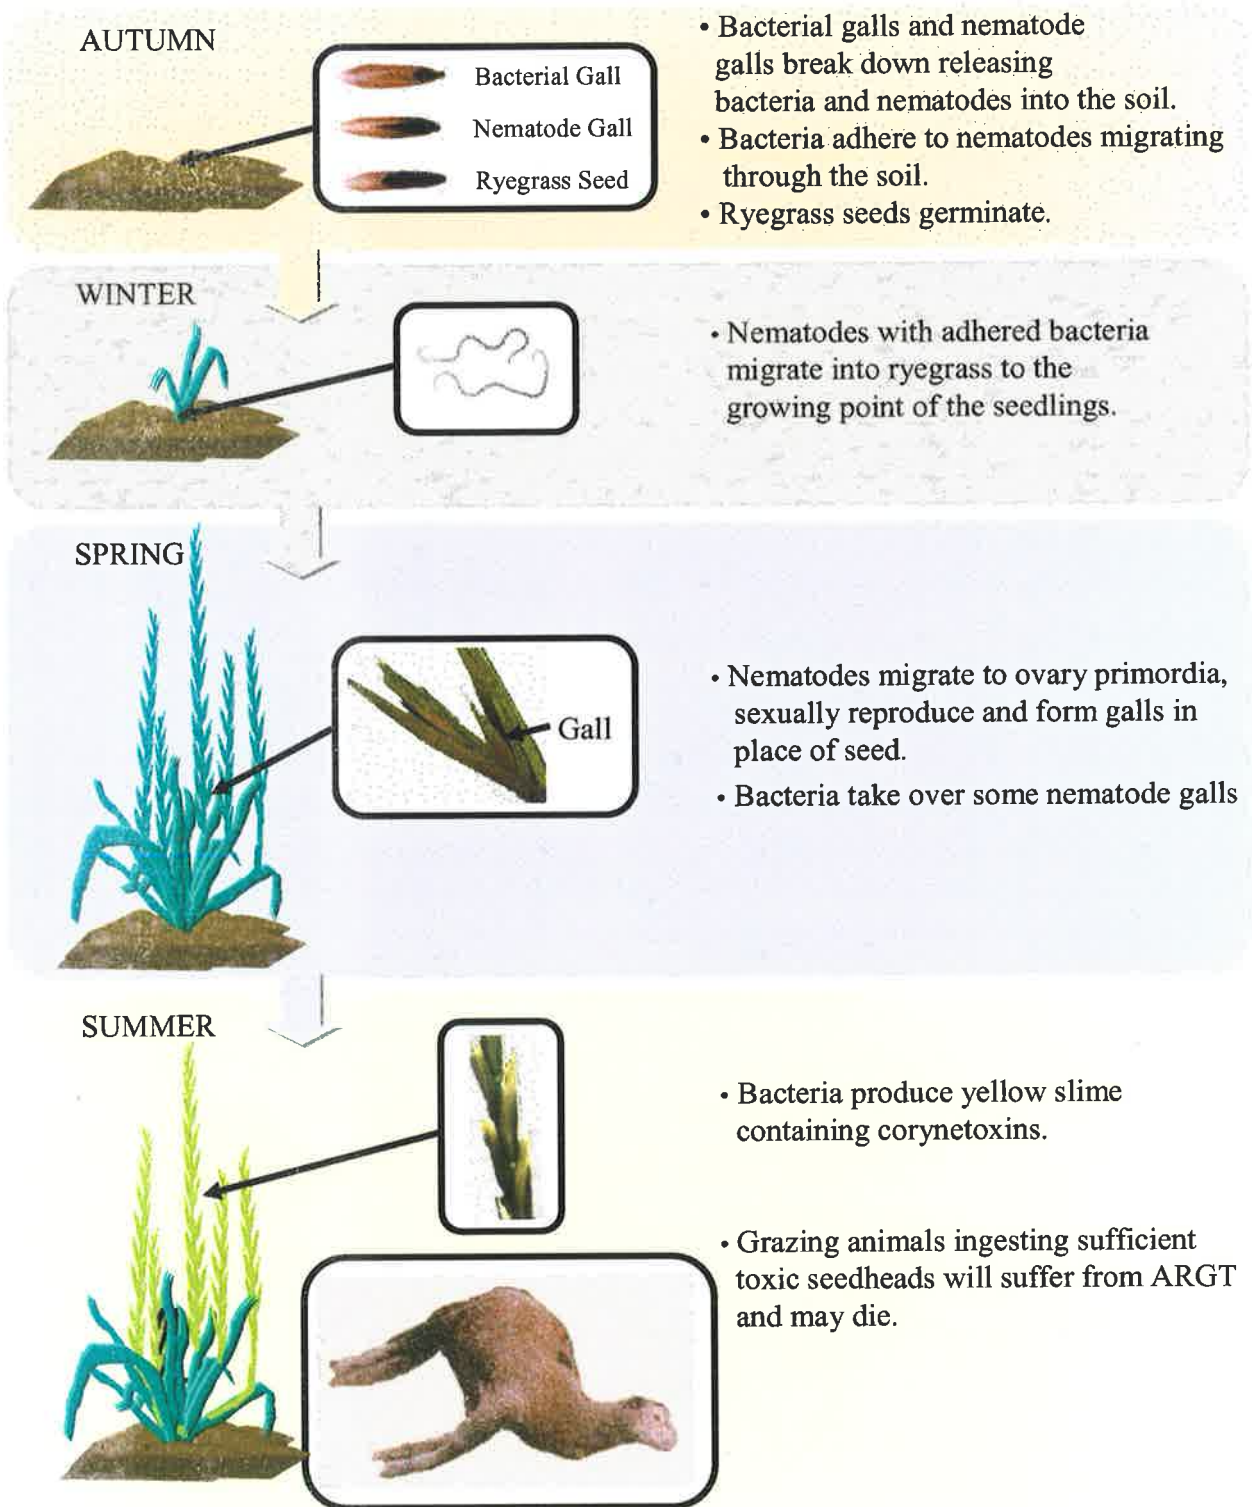 AUTUMN
Bacterial Gall
Nematode Gall
Ryegrass Seed
• Bacterial galls and nematode
galls break down releasing
bacteria and nematodes into the soil.
• Bacteria adhere to nematodes migrating
through the soil.
• Ryegrass seeds germinate.
WINTER
• Nematodes with adhered bacteria
migrate into ryegrass to the
growing point of the seedlings.
SPRING
Gall
• Nematodes migrate to ovary primordia,
sexually reproduce and form galls in
place of seed.
• Bacteria take over some nematode galls
SUMMER
• Bacteria produce yellow slime
containing corynetoxins.
• Grazing animals ingesting sufficient
toxic seedheads will suffer from ARGT
and may die.